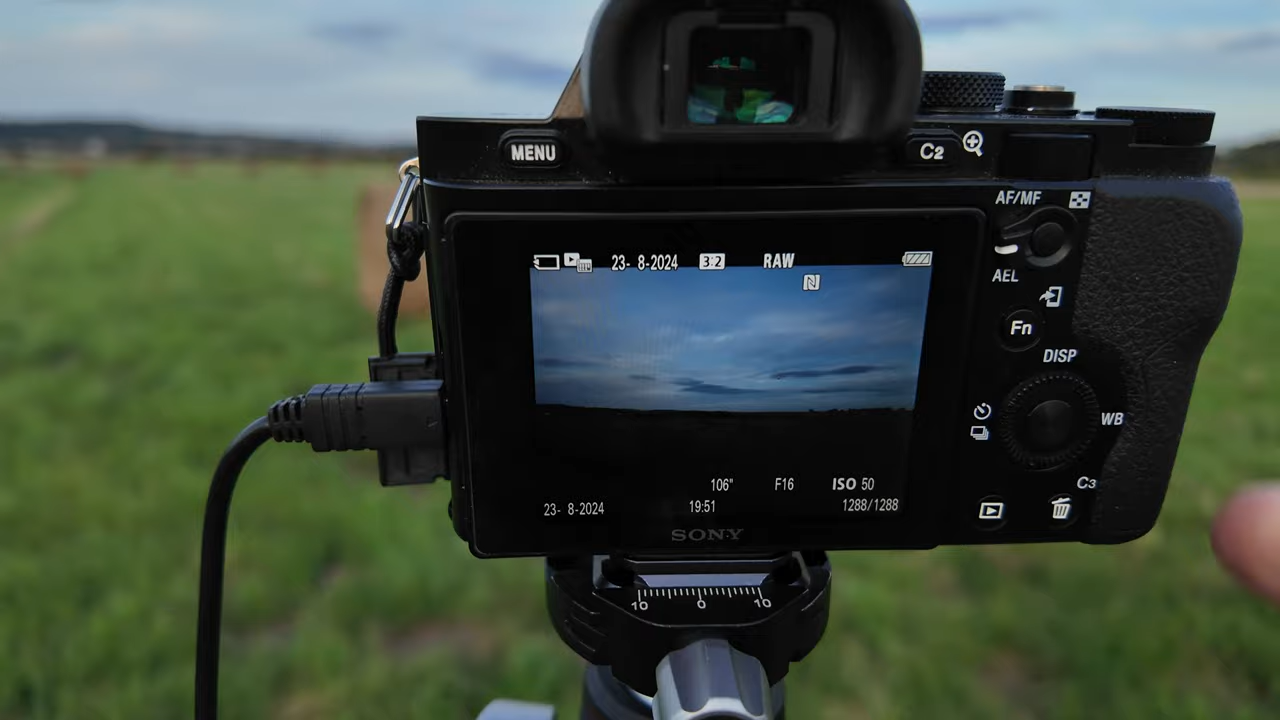 MENU
C2
AF/MF
23- 8-2024 3:2 RAW
AEL
Fn
DISP
WB
106" F16 ISO 50
C3
23- 8-2024 19:51 1288/1288
SONY
10 0 10